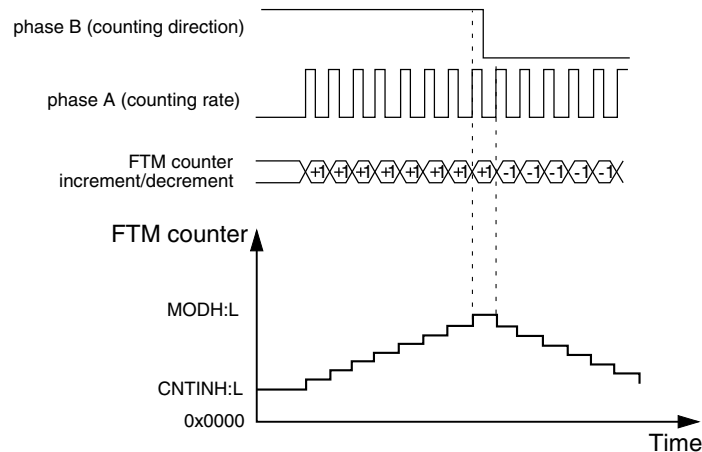 phase B (counting direction)
phase A (counting rate)
FTM counter
increment/decrement
+1 +1 +1 +1 +1 +1 +1 +1 -1 -1 -1 -1 -1
FTM counter
MODH:L
CNTINH:L
0x0000
Time